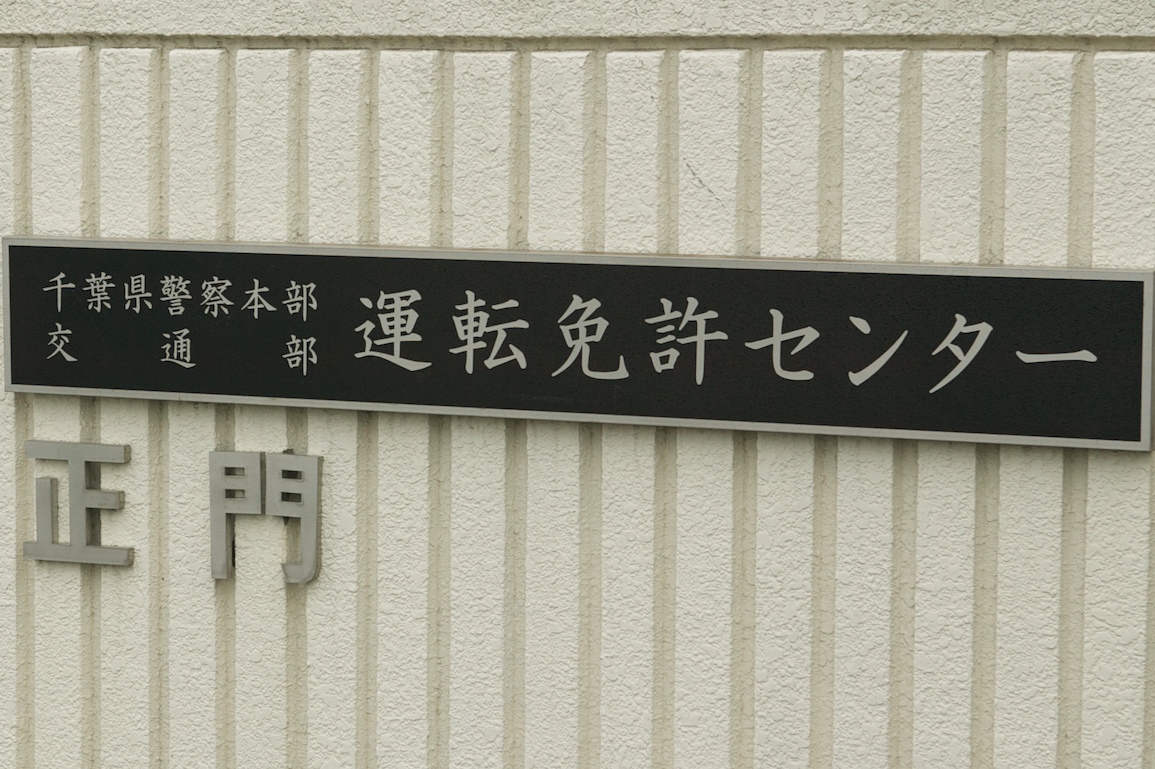 千葉県警察本部
交通部
運転免許センター
正門